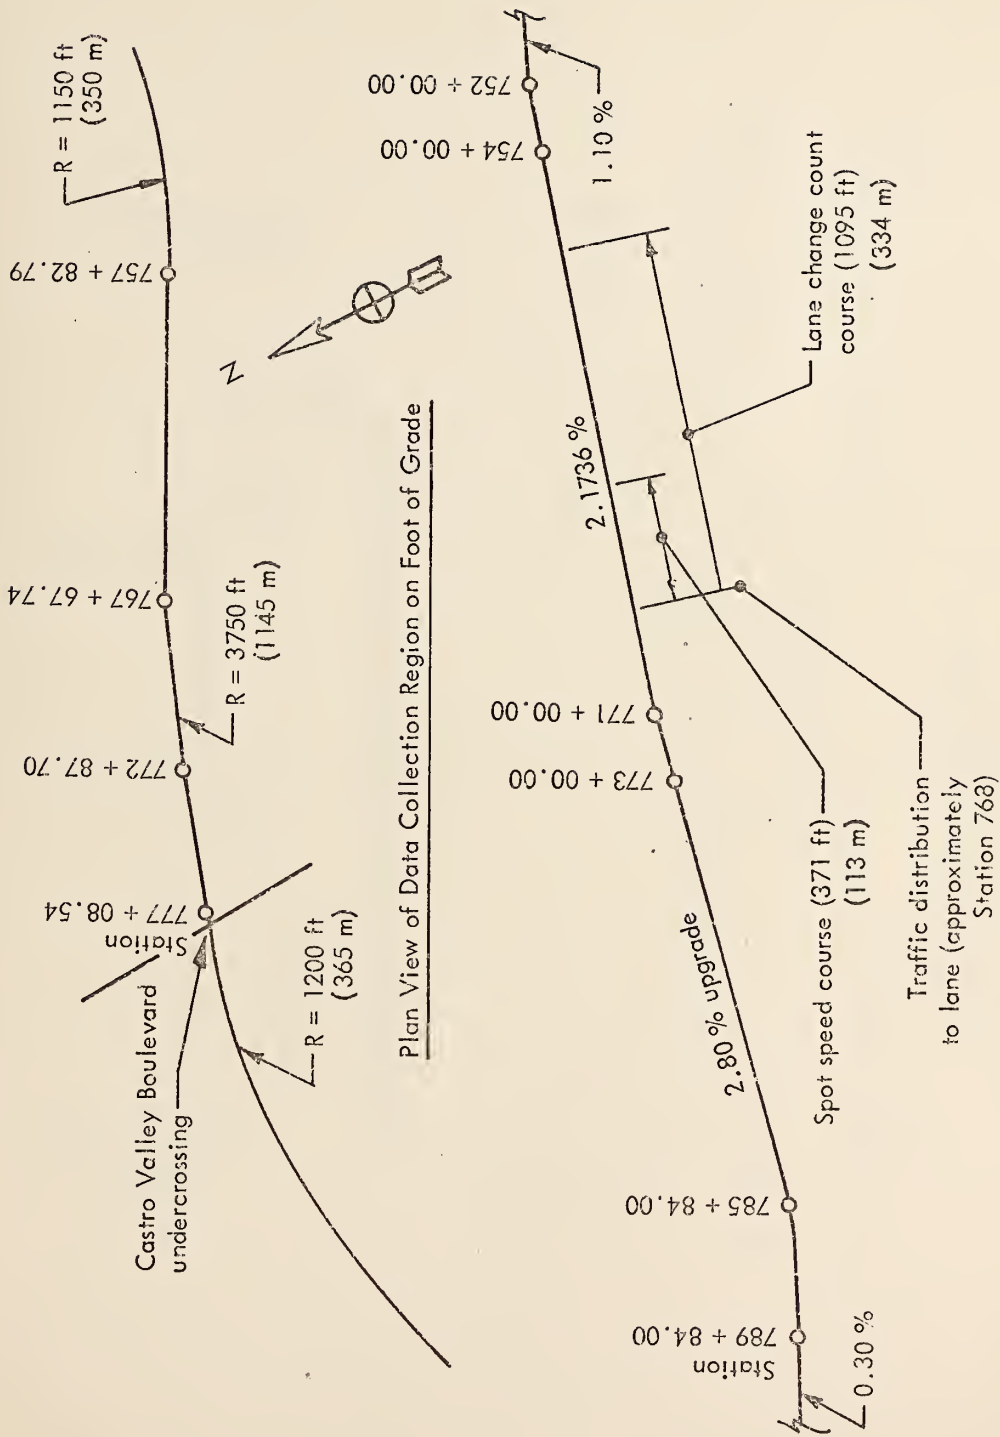 Castro Valley Boulevard
undercrossing
Station
777 + 08.54
772 + 87.70
767 + 67.74
757 + 82.79
R = 1200 ft
(365 m)
R = 3750 ft
(1145 m)
R = 1150 ft
(350 m)
N
Plan View of Data Collection Region on Foot of Grade
Station
789 + 84.00
785 + 84.00
773 + 00.00
771 + 00.00
754 + 00.00
752 + 00.00
0.30 %
2.80 % upgrade
2.1736 %
1.10 %
Spot speed course (371 ft)
(113 m)
Traffic distribution
to lane (approximately
Station 768)
Lane change count
course (1095 ft)
(334 m)